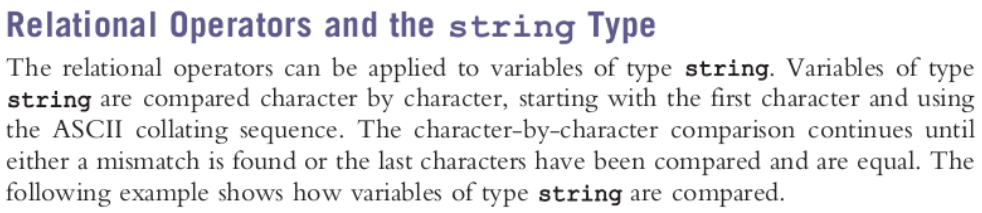 Relational Operators and the string Type
The relational operators can be applied to variables of type string. Variables of type
string are compared character by character, starting with the first character and using
the ASCII collating sequence. The character-by-character comparison continues until
either a mismatch is found or the last characters have been compared and are equal. The
following example shows how variables of type string are compared.